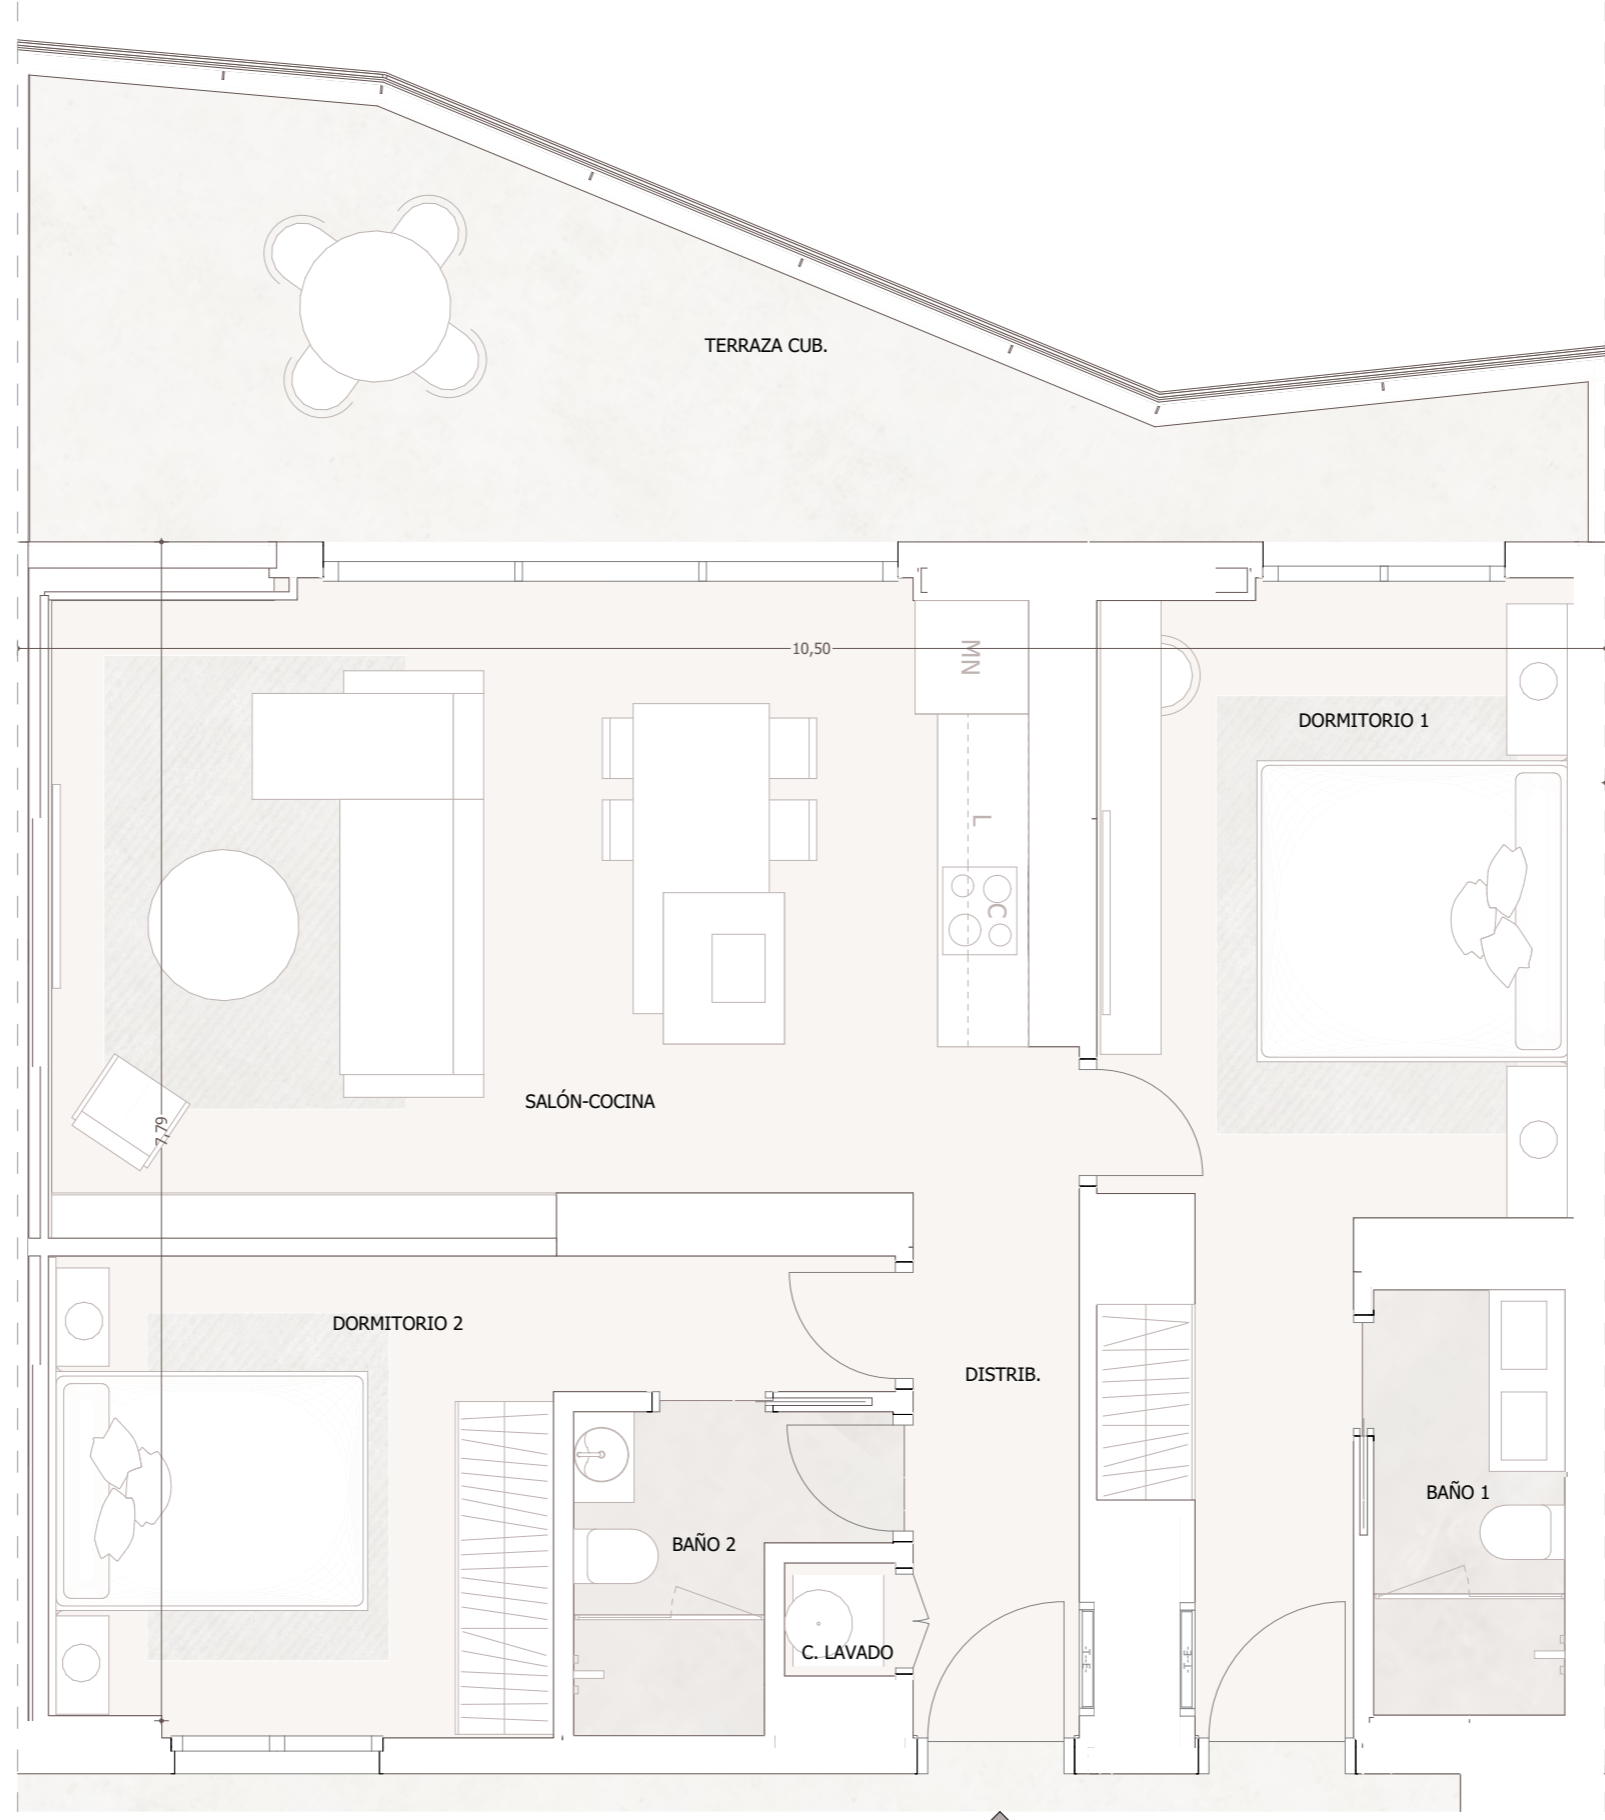 TERRAZA CUB.
10,50
MN
DORMITORIO 1
L
C
SALÓN-COCINA
7,79
DORMITORIO 2
DISTRIB.
BAÑO 1
BAÑO 2
C. LAVADO
-T-E-
-T-E-